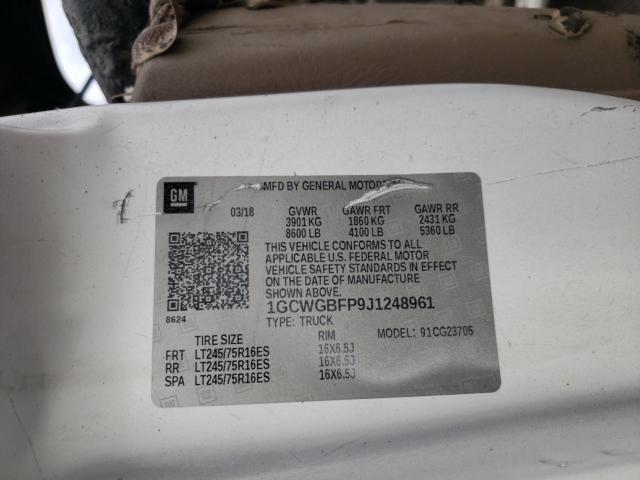 GM
MFD BY GENERAL MOTORS
03/18 GVWR GAWR FRT GAWR RR
3901 KG 1860 KG 2431 KG
8600 LB 4100 LB 5360 LB
THIS VEHICLE CONFORMS TO ALL
APPLICABLE U.S. FEDERAL MOTOR
VEHICLE SAFETY STANDARDS IN EFFECT
ON THE DATE OF MANUFACTURE
SHOWN ABOVE.
8624
1GCWGBFP9J1248961
TYPE: TRUCK
MODEL: 91CG23705
TIRE SIZE RIM
FRT LT245/75R16ES 16X6.5J
RR LT245/75R16ES 16X6.5J
SPA LT245/75R16ES 16X6.5J